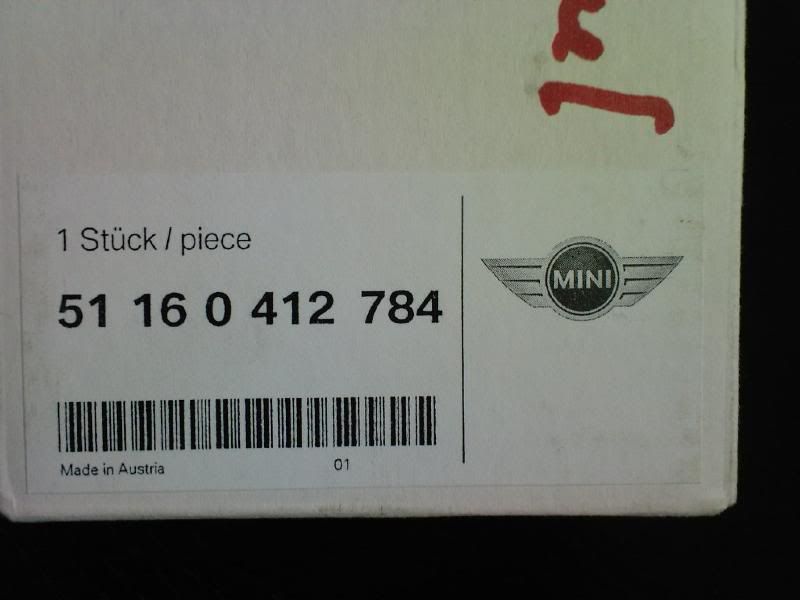 1 Stück / piece
51 16 0 412 784
MINI
Made in Austria
01